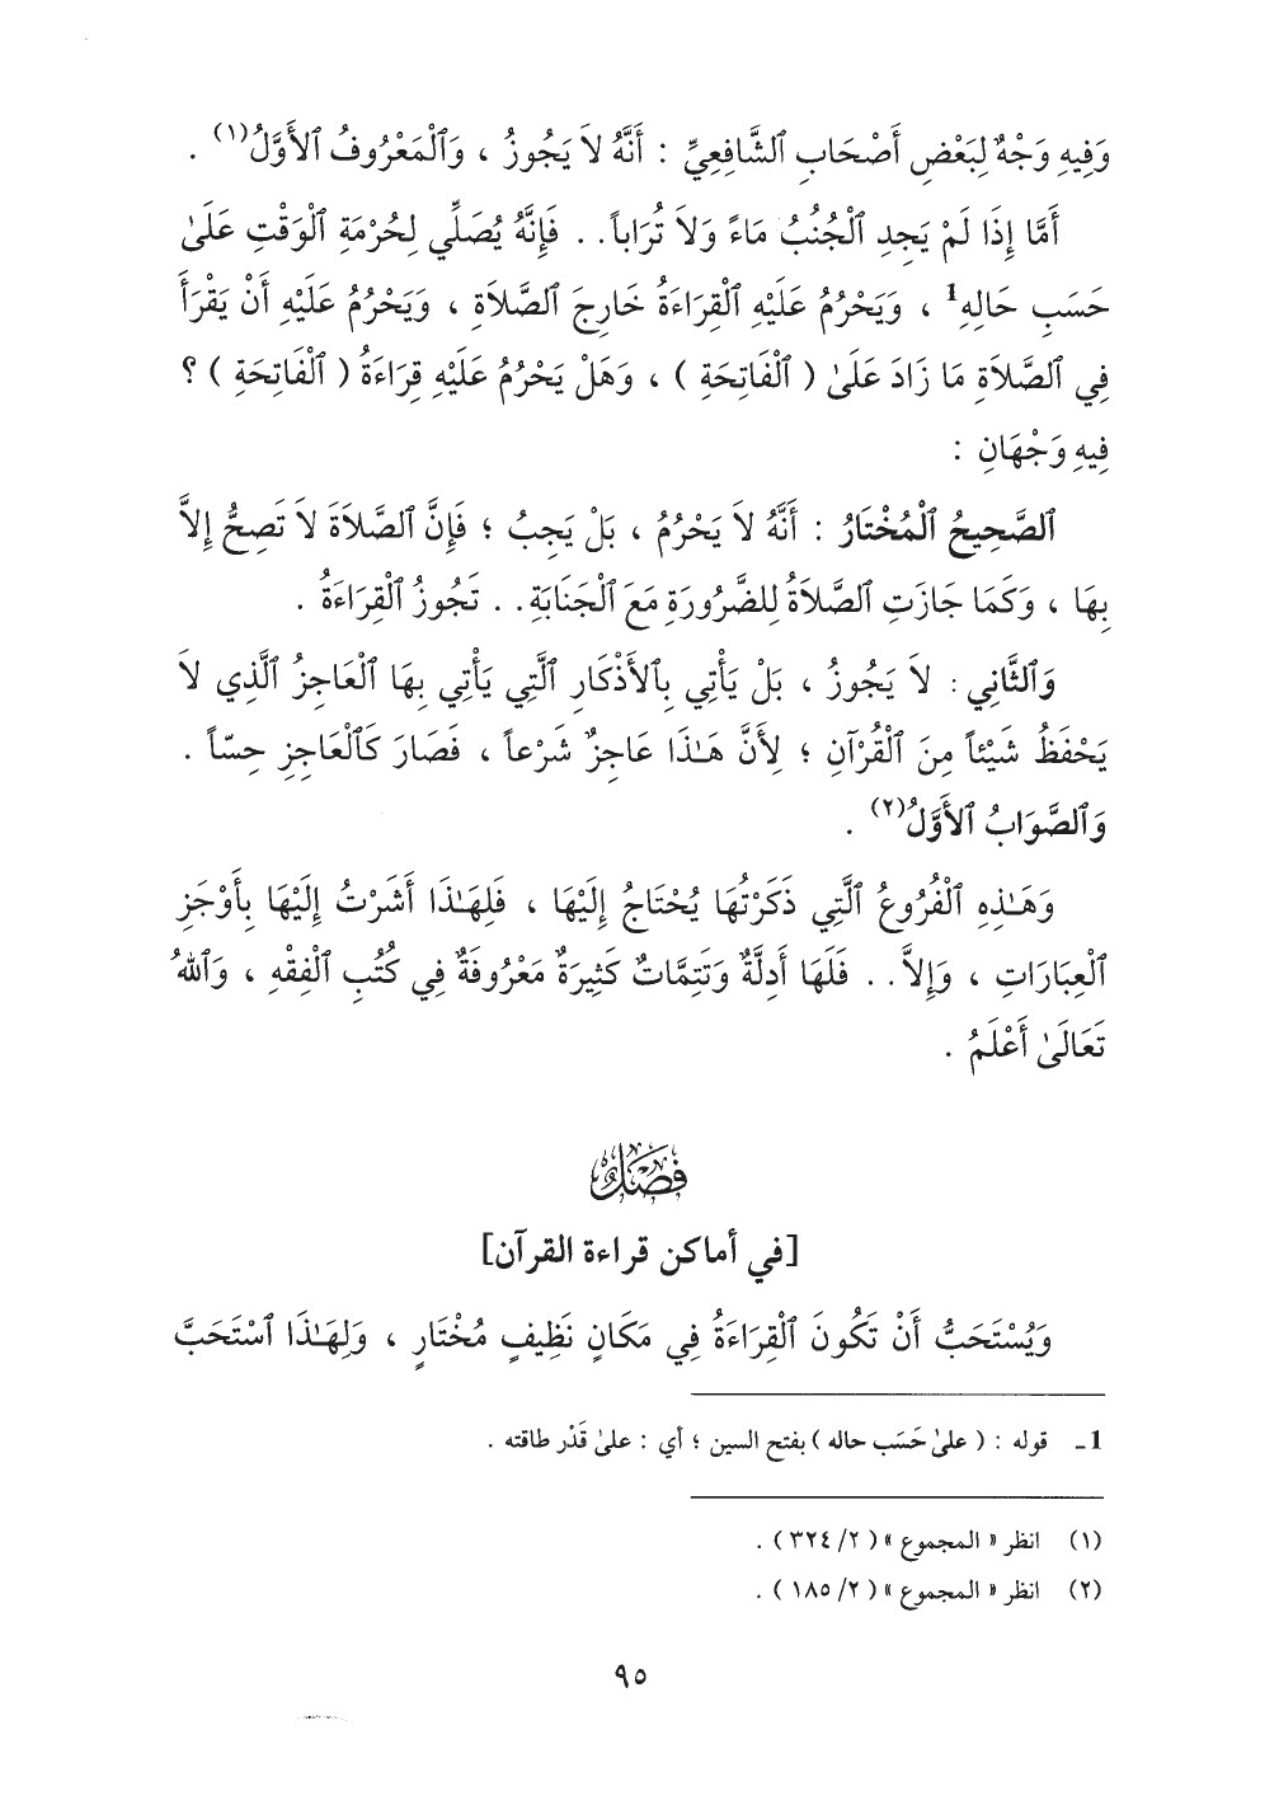 وَفِيهِ وَجْهٌ لِبَعْضِ أَصْحَابِ ٱلشَّافِعِيِّ : أَنَّهُ لاَ يَجُوزُ ، وَٱلْمَعْرُوفُ ٱلأَوَّلُ(١) .
أَمَّا إِذَا لَمْ يَجِدِ ٱلْجُنُبُ مَاءً وَلاَ تُرَاباً . . فَإِنَّهُ يُصَلِّي لِحُرْمَةِ ٱلْوَقْتِ عَلَىٰ
حَسَبِ حَالِهِ1 ، وَيَحْرُمُ عَلَيْهِ ٱلْقِرَاءَةُ خَارِجَ ٱلصَّلاَةِ ، وَيَحْرُمُ عَلَيْهِ أَنْ يَقْرَأَ
فِي ٱلصَّلاَةِ مَا زَادَ عَلَىٰ ( ٱلْفَاتِحَةِ ) ، وَهَلْ يَحْرُمُ عَلَيْهِ قِرَاءَةُ ( ٱلْفَاتِحَةِ ) ؟
فِيهِ وَجْهَانِ :
ٱلصَّحِيحُ ٱلْمُخْتَارُ : أَنَّهُ لاَ يَحْرُمُ ، بَلْ يَجِبُ ؛ فَإِنَّ ٱلصَّلاَةَ لاَ تَصِحُّ إِلاَّ
بِهَا ، وَكَمَا جَازَتِ ٱلصَّلاَةُ لِلضَّرُورَةِ مَعَ ٱلْجَنَابَةِ . . تَجُوزُ ٱلْقِرَاءَةُ .
وَٱلثَّانِي : لاَ يَجُوزُ ، بَلْ يَأْتِي بِٱلأَذْكَارِ ٱلَّتِي يَأْتِي بِهَا ٱلْعَاجِزُ ٱلَّذِي لاَ
يَحْفَظُ شَيْئاً مِنَ ٱلْقُرْآنِ ؛ لِأَنَّ هَـٰذَا عَاجِزٌ شَرْعاً ، فَصَارَ كَٱلْعَاجِزِ حِسّاً .
وَٱلصَّوَابُ ٱلأَوَّلُ(٢) .
وَهَـٰذِهِ ٱلْفُرُوعُ ٱلَّتِي ذَكَرْتُهَا يُحْتَاجُ إِلَيْهَا ، فَلِهَـٰذَا أَشَرْتُ إِلَيْهَا بِأَوْجَزِ
ٱلْعِبَارَاتِ ، وَإِلاَّ . . فَلَهَا أَدِلَّةٌ وَتَتِمَّاتٌ كَثِيرَةٌ مَعْرُوفَةٌ فِي كُتُبِ ٱلْفِقْهِ ، وَٱللهُ
تَعَالَىٰ أَعْلَمُ .
فَصْلٌ
[في أماكن قراءة القرآن]
وَيُسْتَحَبُّ أَنْ تَكُونَ ٱلْقِرَاءَةُ فِي مَكَانٍ نَظِيفٍ مُخْتَارٍ ، وَلِهَـٰذَا ٱسْتَحَبَّ
1ـ قوله : ( علىٰ حَسَب حاله ) بفتح السين ؛ أي : علىٰ قَدْر طاقته .
(١) انظر « المجموع » ( ٢/ ٣٢٤ ) .
(٢) انظر « المجموع » ( ٢/ ١٨٥ ) .
٩٥